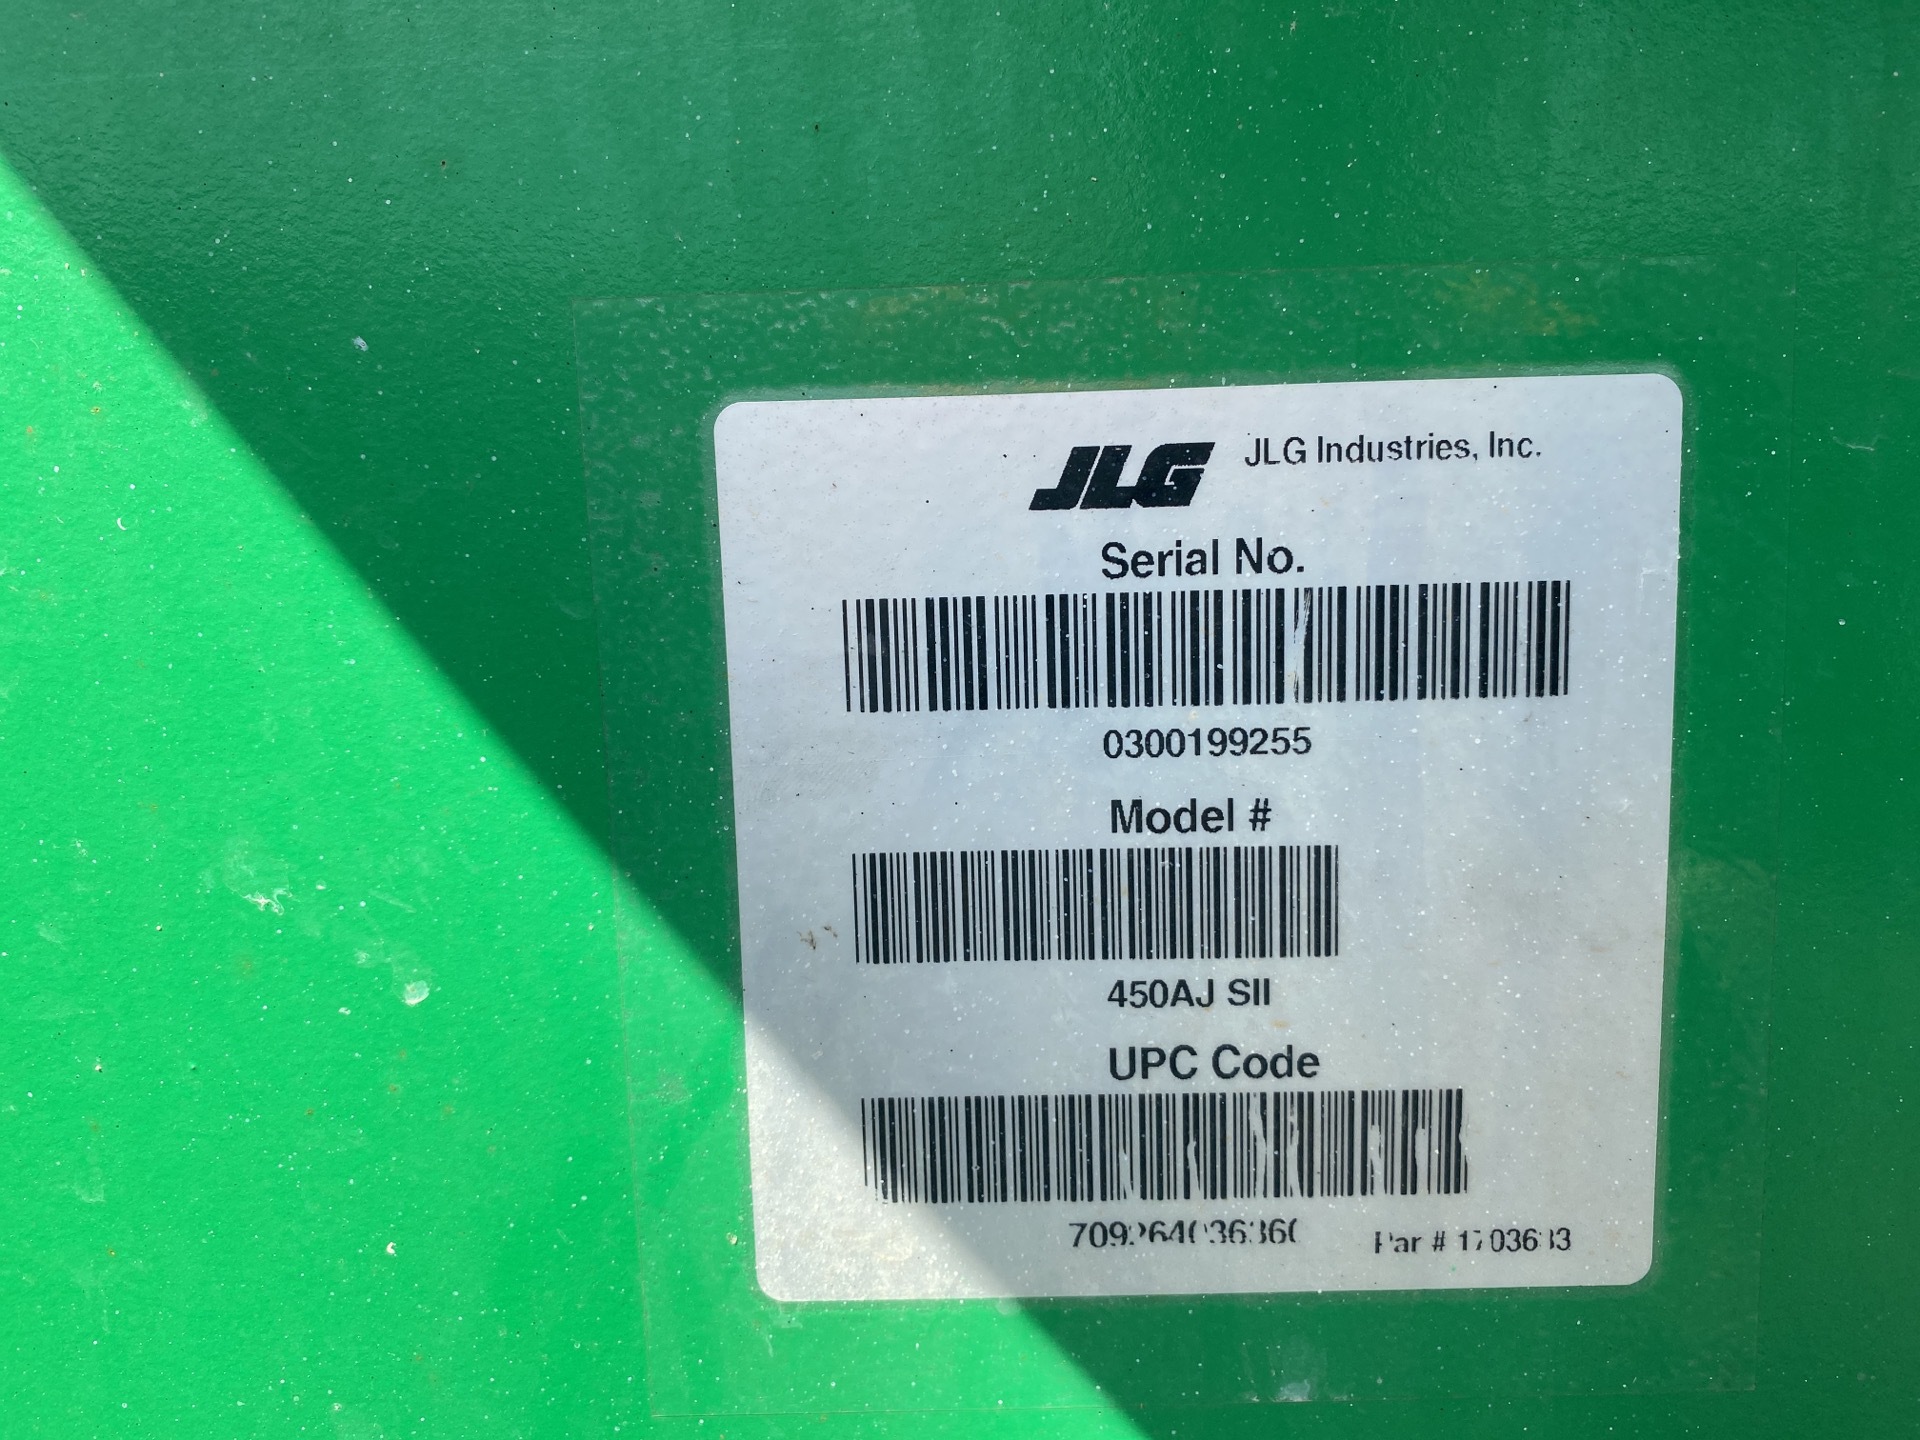 JLG JLG Industries, Inc.
Serial No.
0300199255
Model #
450AJ SII
UPC Code